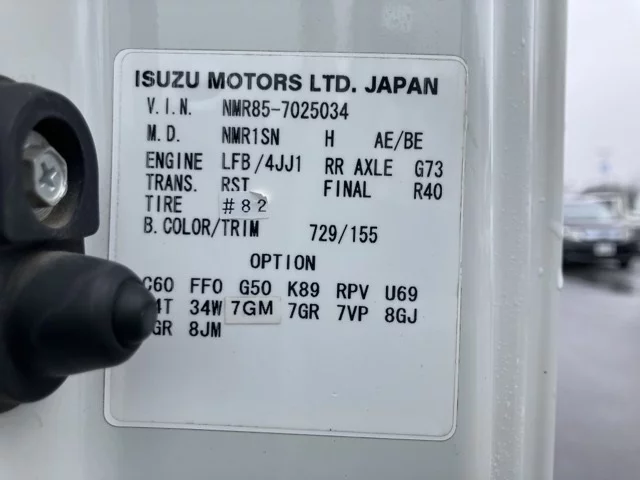 ISUZU MOTORS LTD. JAPAN
V.I.N. NMR85-7025034
M.D. NMR1SN H AE/BE
ENGINE LFB/4JJ1 RR AXLE G73
TRANS. RST FINAL R40
TIRE #82
B.COLOR/TRIM 729/155
OPTION
C60 FF0 G50 K89 RPV U69
34W 7GM 7GR 7VP 8GJ
8JM